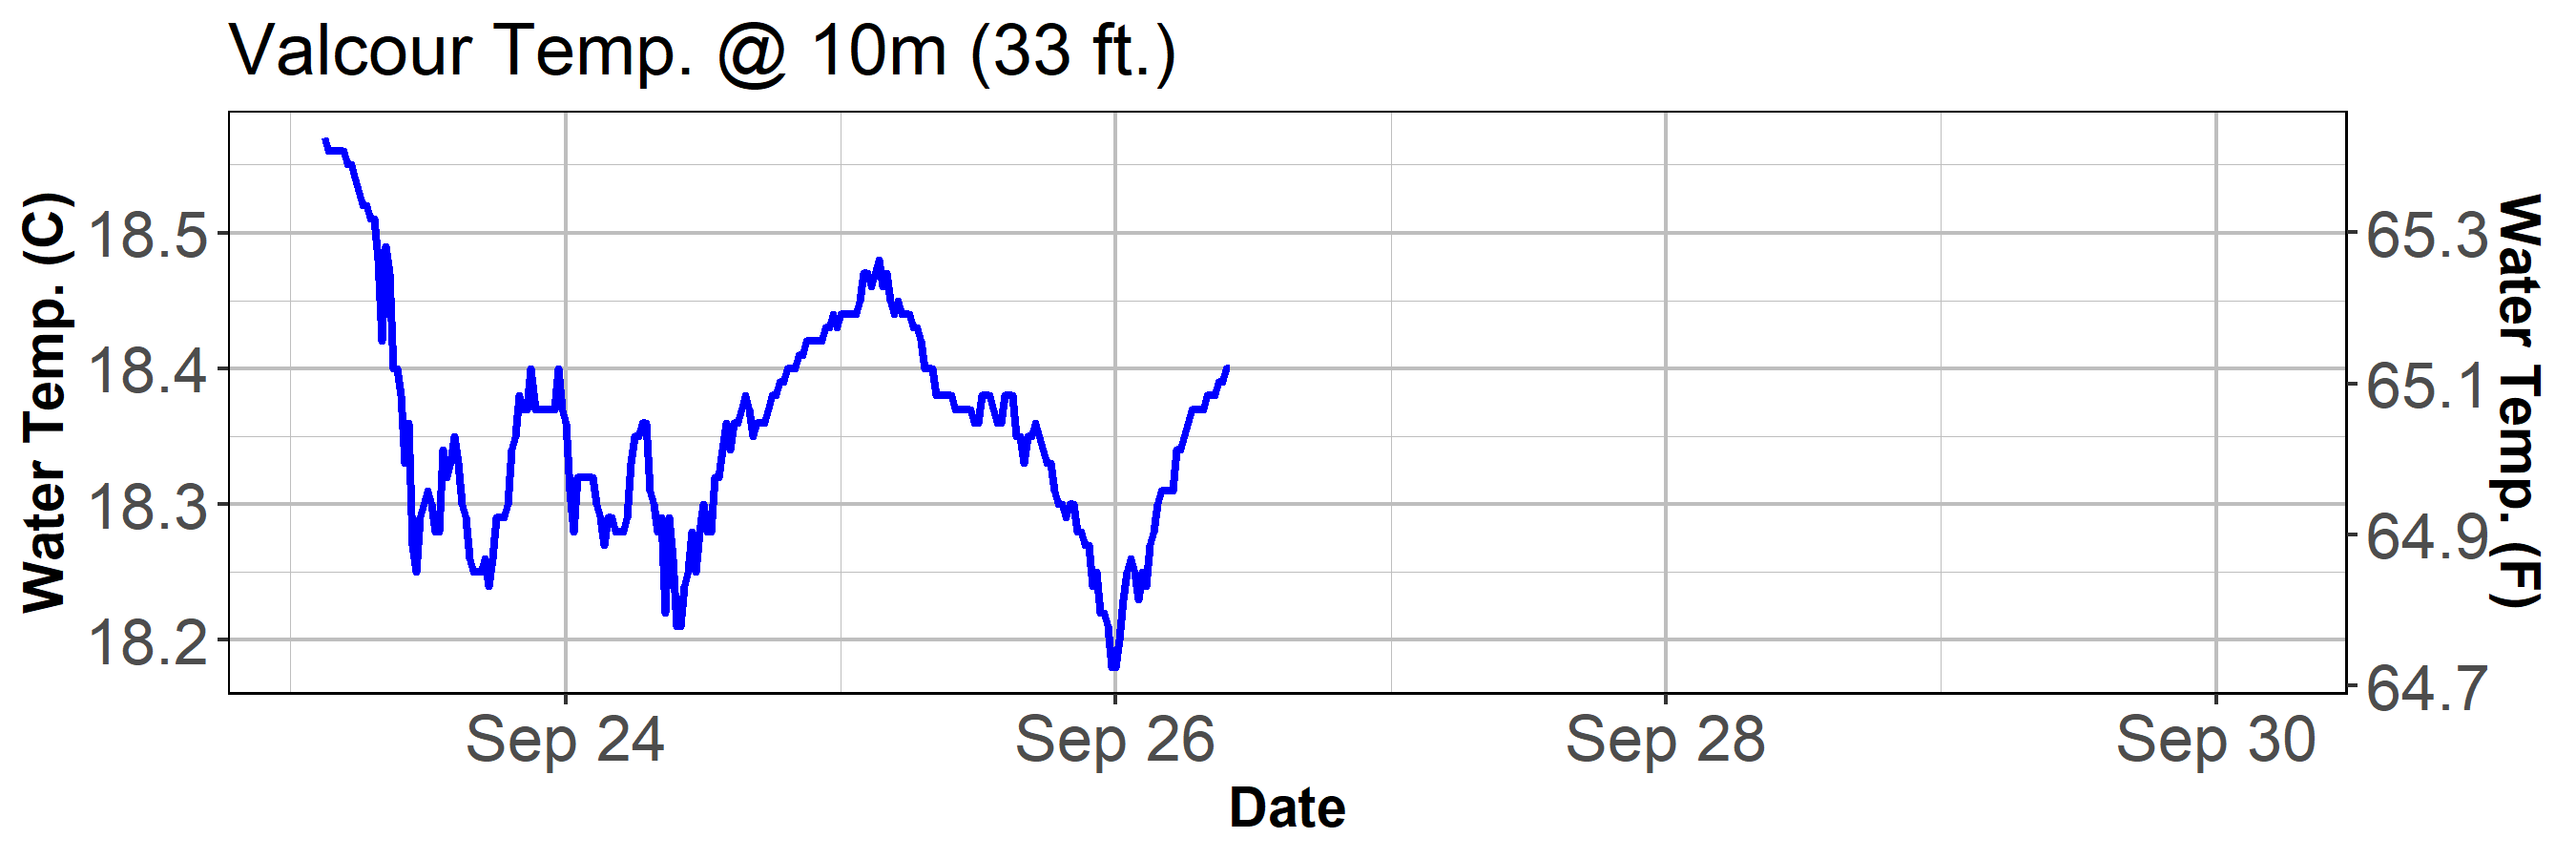 Valcour Temp. @ 10m (33 ft.)
Water Temp. (C)
18.5
18.4
18.3
18.2
65.3
65.1
64.9
64.7
Water Temp. (F)
Sep 24
Sep 26
Sep 28
Sep 30
Date